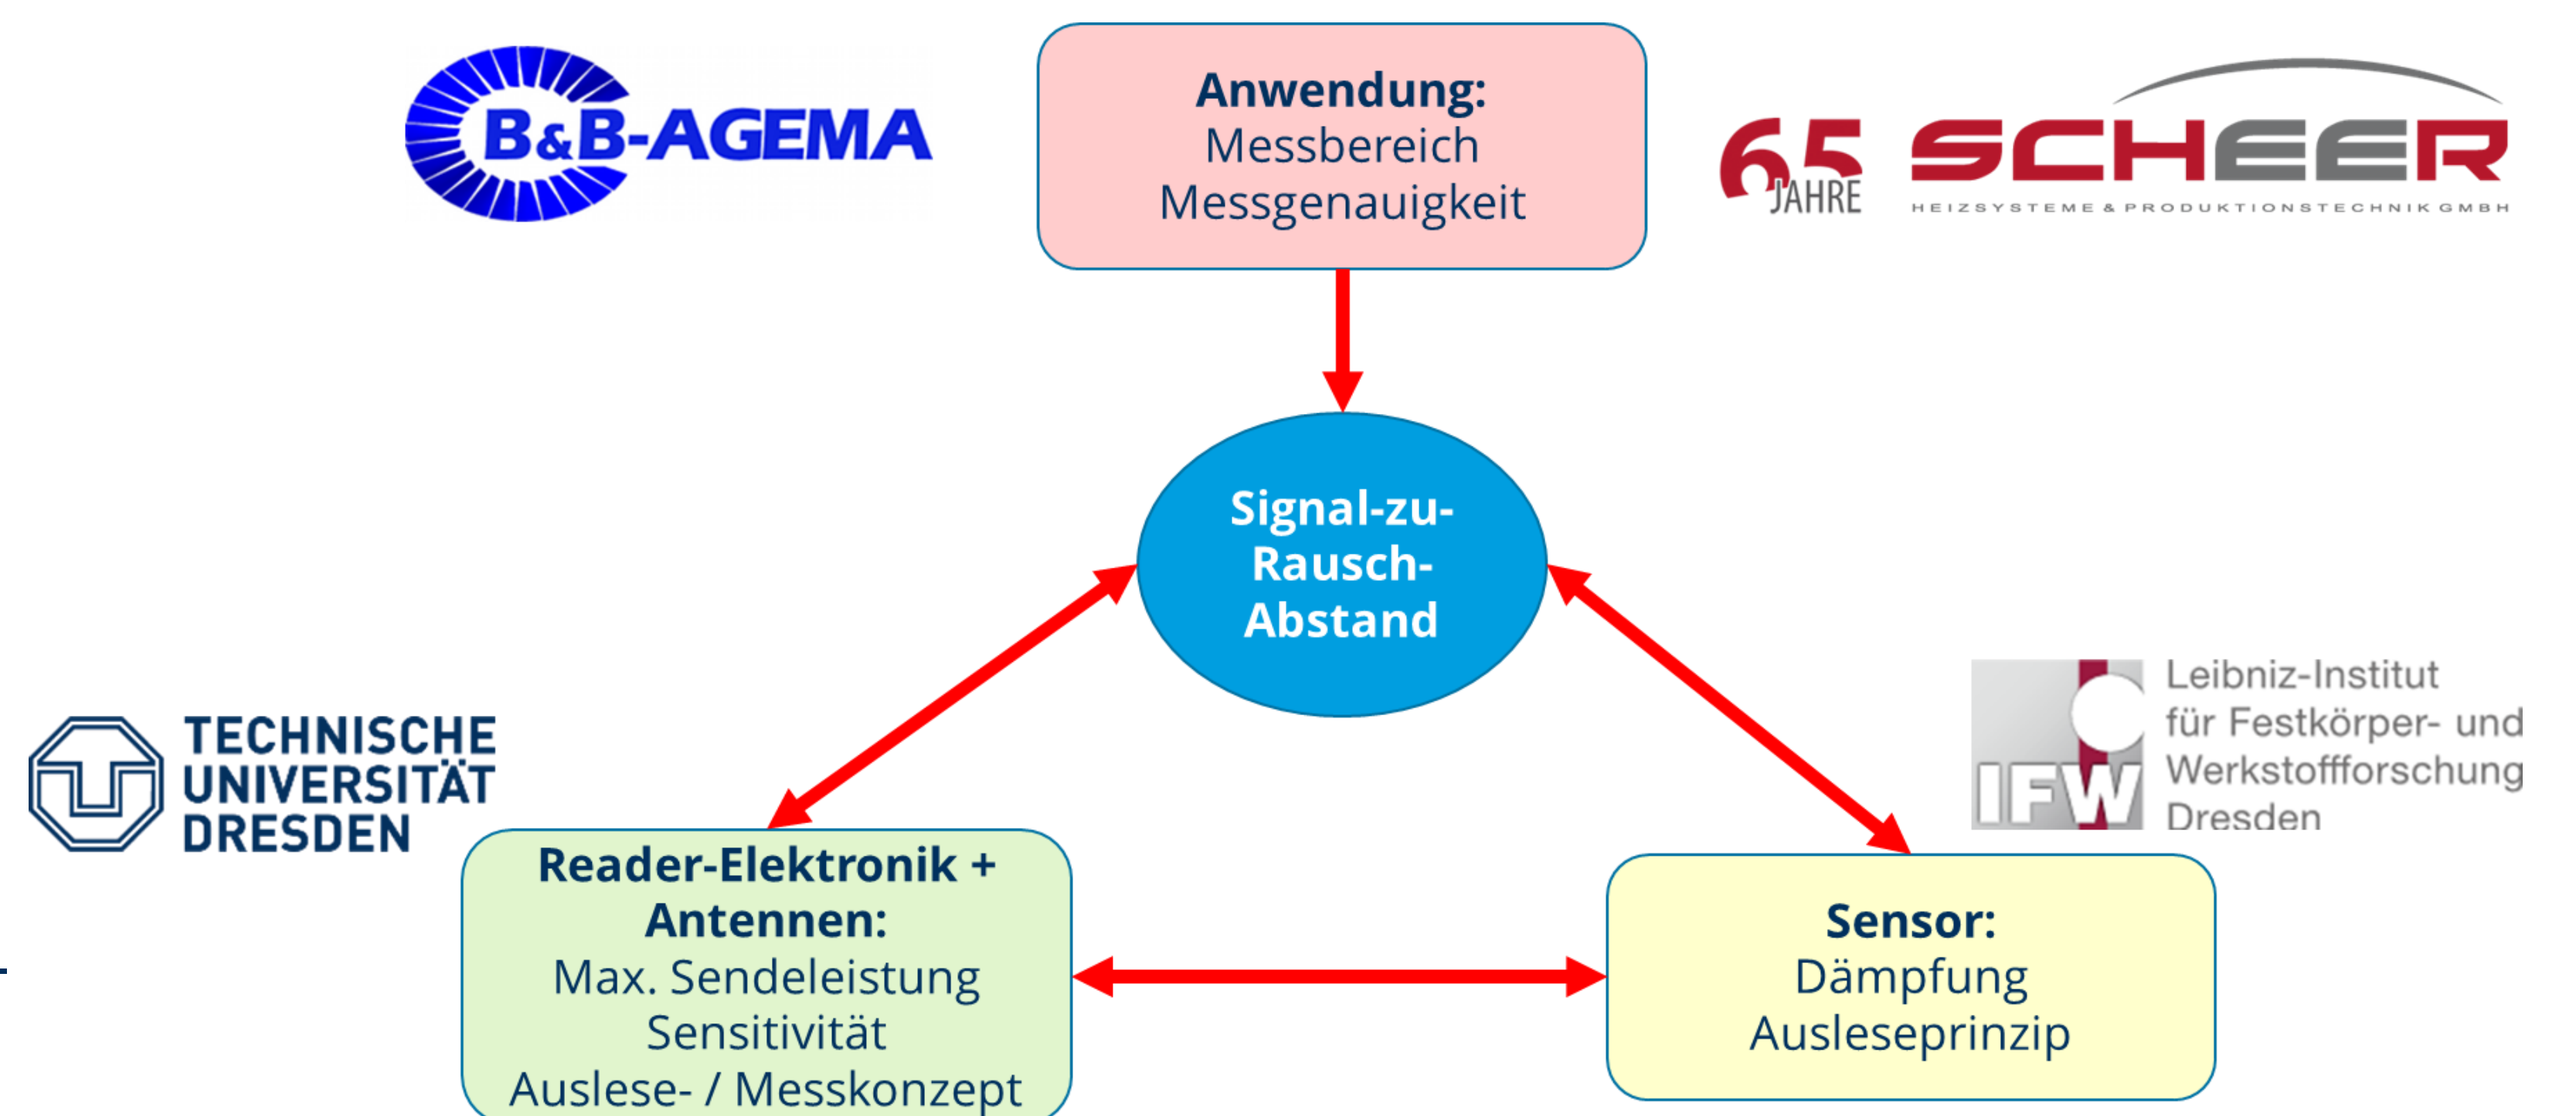 B&B-AGEMA
Anwendung:
Messbereich
Messgenauigkeit
65
JAHRE
SCHEER
HEIZSYSTEME & PRODUKTIONSTECHNIK GMBH
Signal-zu-
Rausch-
Abstand
TECHNISCHE
UNIVERSITÄT
DRESDEN
IFW
Leibniz-Institut
für Festkörper- und
Werkstoffforschung
Dresden
Reader-Elektronik +
Antennen:
Max. Sendeleistung
Sensitivität
Auslese- / Messkonzept
Sensor:
Dämpfung
Ausleseprinzip